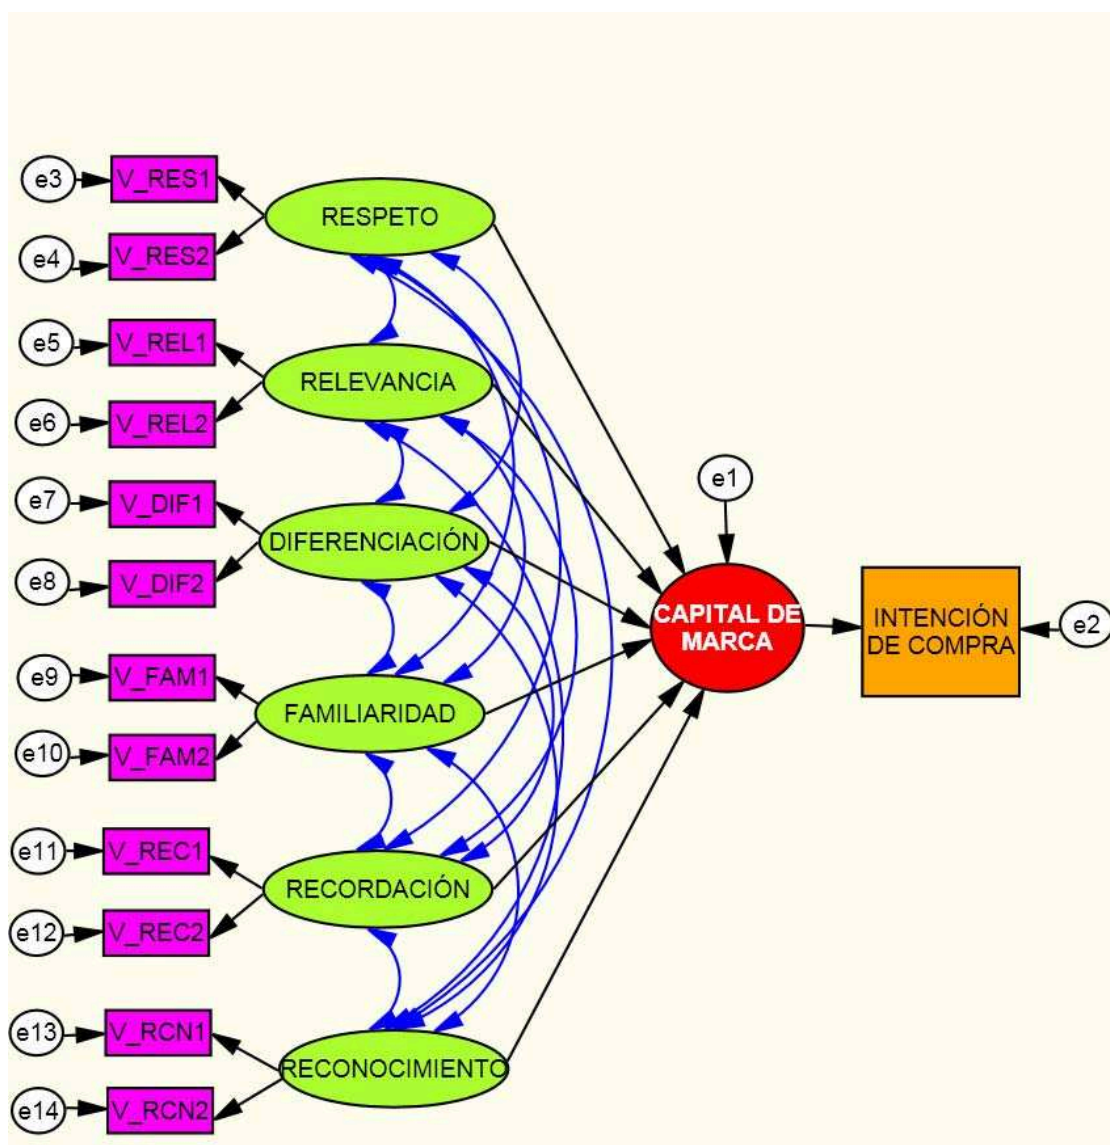 e3
V_RES1
RESPETO
e4
V_RES2
e5
V_REL1
RELEVANCIA
e6
V_REL2
e1
e7
V_DIF1
DIFERENCIACIÓN
e8
V_DIF2
CAPITAL DE
MARCA
INTENCIÓN
DE COMPRA
e2
e9
V_FAM1
FAMILIARIDAD
e10
V_FAM2
e11
V_REC1
RECORDACIÓN
e12
V_REC2
e13
V_RCN1
RECONOCIMIENTO
e14
V_RCN2